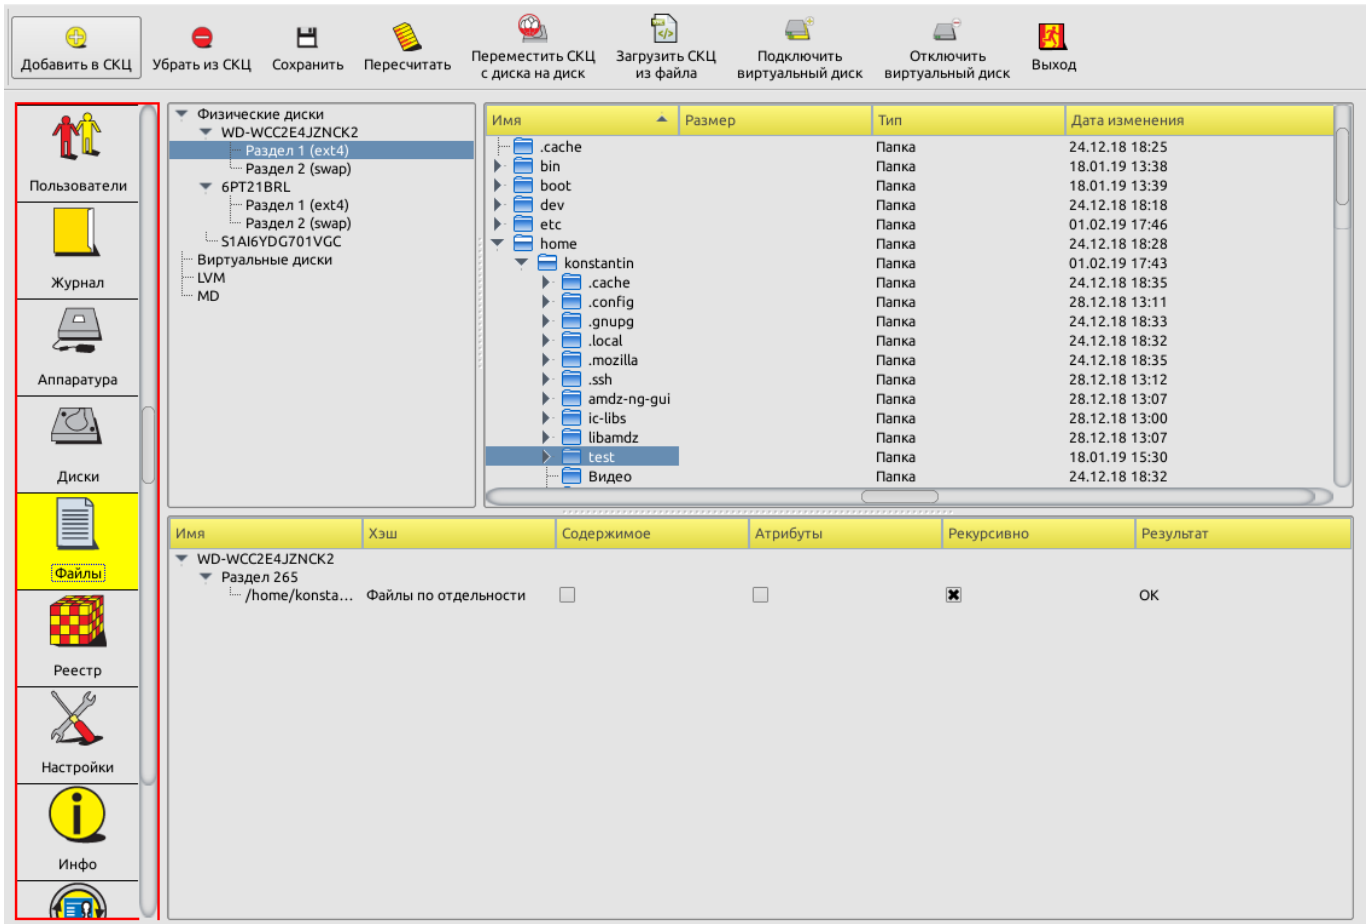 Добавить в СКЦ
Убрать из СКЦ
Сохранить
Пересчитать
Переместить СКЦ
с диска на диск
Загрузить СКЦ
из файла
Подключить
виртуальный диск
Отключить
виртуальный диск
Выход
Пользователи
Журнал
Аппаратура
Диски
Файлы
Реестр
Настройки
Инфо
Физические диски
WD-WCC2E4JZNCK2
Раздел 1 (ext4)
Раздел 2 (swap)
6PT21BRL
Раздел 1 (ext4)
Раздел 2 (swap)
S1AI6YDG701VGC
Виртуальные диски
LVM
MD
Имя Размер Тип Дата изменения
.cache Папка 24.12.18 18:25
bin Папка 18.01.19 13:38
boot Папка 18.01.19 13:39
dev Папка 24.12.18 18:18
etc Папка 01.02.19 17:46
home Папка 24.12.18 18:28
konstantin Папка 01.02.19 17:43
.cache Папка 24.12.18 18:35
.config Папка 28.12.18 13:11
.gnupg Папка 24.12.18 18:33
.local Папка 24.12.18 18:32
.mozilla Папка 24.12.18 18:35
.ssh Папка 28.12.18 13:12
amdz-ng-gui Папка 28.12.18 13:07
ic-libs Папка 28.12.18 13:00
libamdz Папка 28.12.18 13:07
test Папка 18.01.19 15:30
Видео Папка 24.12.18 18:32
Имя Хэш Содержимое Атрибуты Рекурсивно Результат
WD-WCC2E4JZNCK2
Раздел 265
/home/konsta... Файлы по отдельности ОК